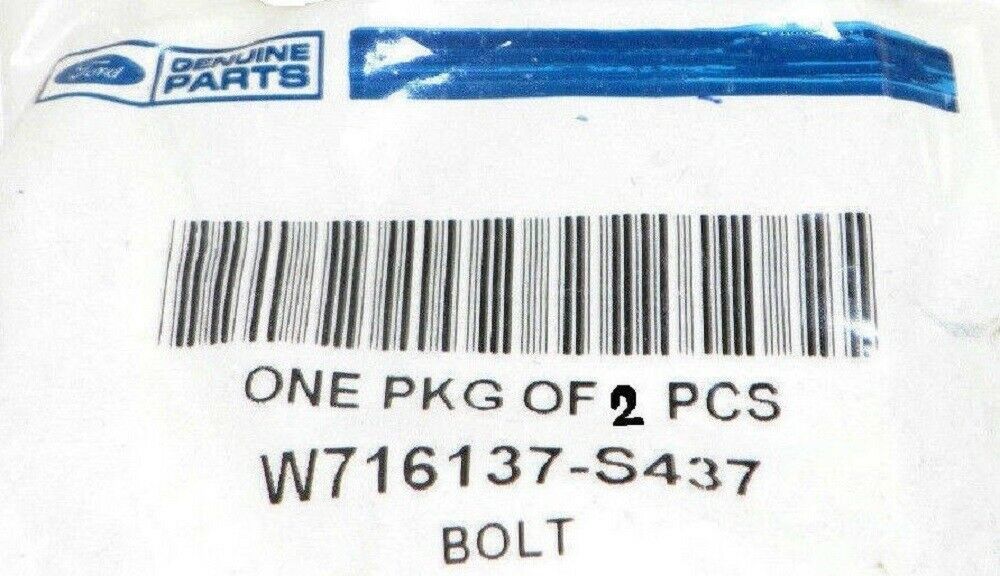 Ford
GENUINE
PARTS
ONE PKG OF 2 PCS
W716137-S437
BOLT